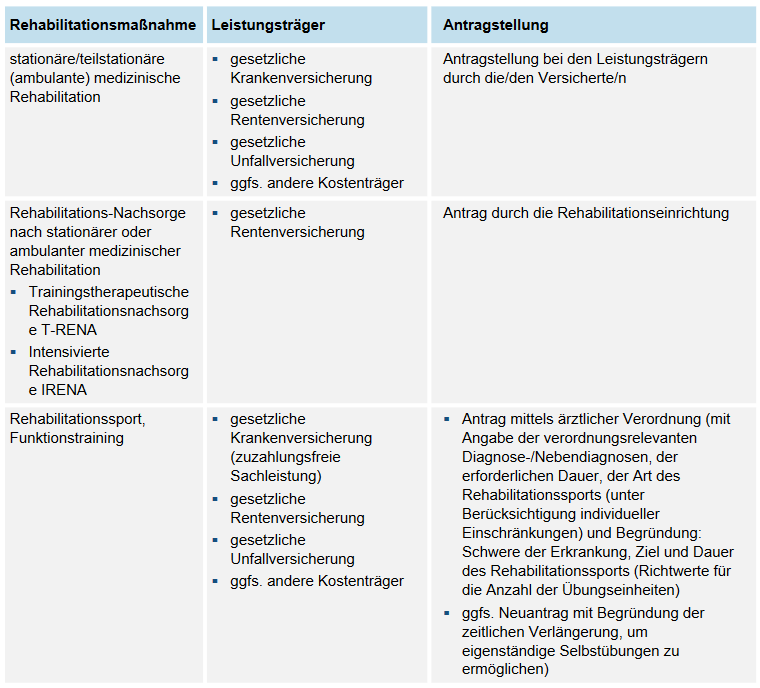 Rehabilitationsmaßnahme
Leistungsträger
Antragstellung
stationäre/teilstationäre
(ambulante) medizinische
Rehabilitation
▪ gesetzliche
Krankenversicherung
▪ gesetzliche
Rentenversicherung
▪ gesetzliche
Unfallversicherung
▪ ggfs. andere Kostenträger
Antragstellung bei den Leistungsträgern
durch die/den Versicherte/n
Rehabilitations-Nachsorge
nach stationärer oder
ambulanter medizinischer
Rehabilitation
▪ Trainingstherapeutische
Rehabilitationsnachsorg
e T-RENA
▪ Intensivierte
Rehabilitationsnachsorg
e IRENA
▪ gesetzliche
Rentenversicherung
Antrag durch die Rehabilitationseinrichtung
Rehabilitationssport,
Funktionstraining
▪ gesetzliche
Krankenversicherung
(zuzahlungsfreie
Sachleistung)
▪ gesetzliche
Rentenversicherung
▪ gesetzliche
Unfallversicherung
▪ ggfs. andere Kostenträger
▪ Antrag mittels ärztlicher Verordnung (mit
Angabe der verordnungsrelevanten
Diagnose-/Nebendiagnosen, der
erforderlichen Dauer, der Art des
Rehabilitationssports (unter
Berücksichtigung individueller
Einschränkungen) und Begründung:
Schwere der Erkrankung, Ziel und Dauer
des Rehabilitationssports (Richtwerte für
die Anzahl der Übungseinheiten)
▪ ggfs. Neuantrag mit Begründung der
zeitlichen Verlängerung, um
eigenständige Selbstübungen zu
ermöglichen)